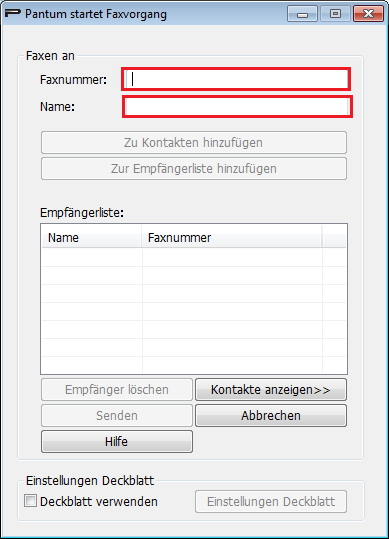 Pantum startet Faxvorgang
Faxen an
Faxnummer:
Name:
Zu Kontakten hinzufügen
Zur Empfängerliste hinzufügen
Empfängerliste:
Name Faxnummer
Empfänger löschen Kontakte anzeigen>>
Senden Abbrechen
Hilfe
Einstellungen Deckblatt
Deckblatt verwenden Einstellungen Deckblatt